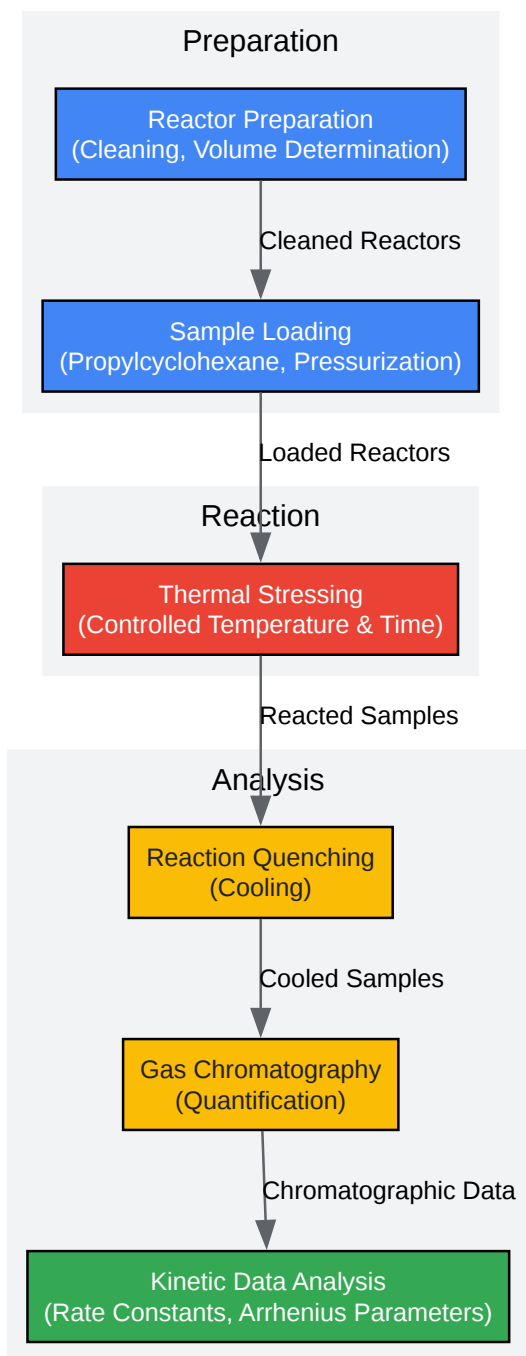 Preparation
Reactor Preparation
(Cleaning, Volume Determination)
Cleaned Reactors
Sample Loading
(Propylcyclohexane, Pressurization)
Loaded Reactors
Reaction
Thermal Stressing
(Controlled Temperature & Time)
Reacted Samples
Analysis
Reaction Quenching
(Cooling)
Cooled Samples
Gas Chromatography
(Quantification)
Chromatographic Data
Kinetic Data Analysis
(Rate Constants, Arrhenius Parameters)